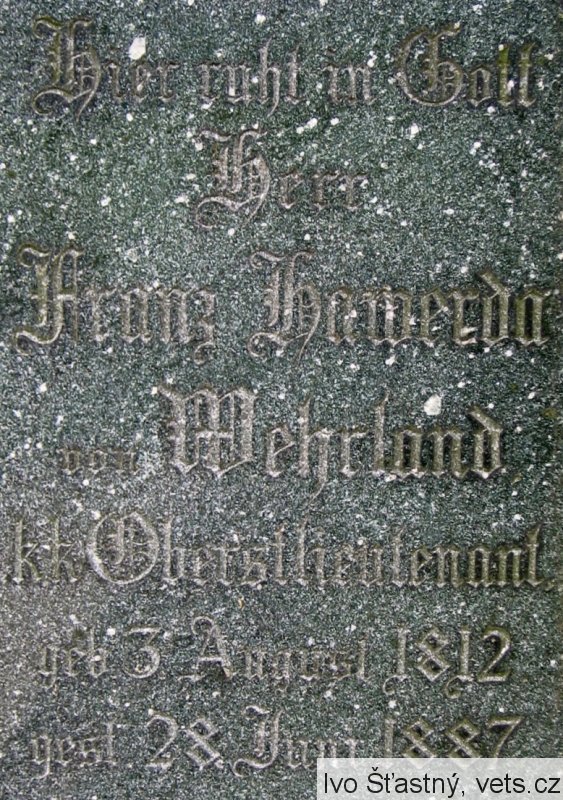 Hier ruht in Gott
Herr
Franz Hawerda
von Wehrland
kk Oberstlieutenant,
geb 3 August 1812
gest 28. Juni 1887
Ivo Šťastný, vets.cz